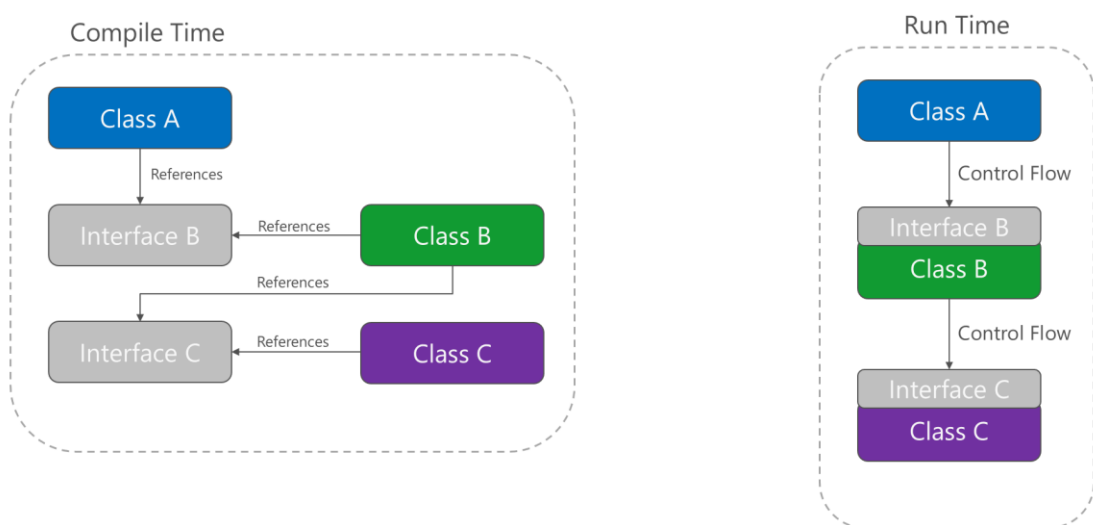 Compile Time
Class A
References
Interface B
References
Class B
References
Interface C
References
Class C
Run Time
Class A
Control Flow
Interface B
Class B
Control Flow
Interface C
Class C